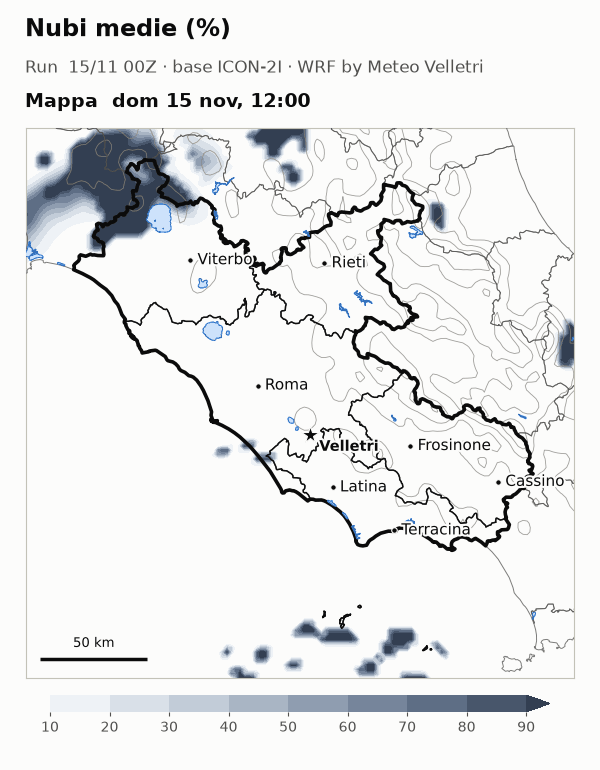 Nubi medie (%)
Run  15/11 00Z · base ICON-2I · WRF by Meteo Velletri
Mappa  dom 15 nov, 12:00
Viterbo
Rieti
Roma
Velletri
Frosinone
Cassino
Latina
Terracina
50 km
10 20 30 40 50 60 70 80 90